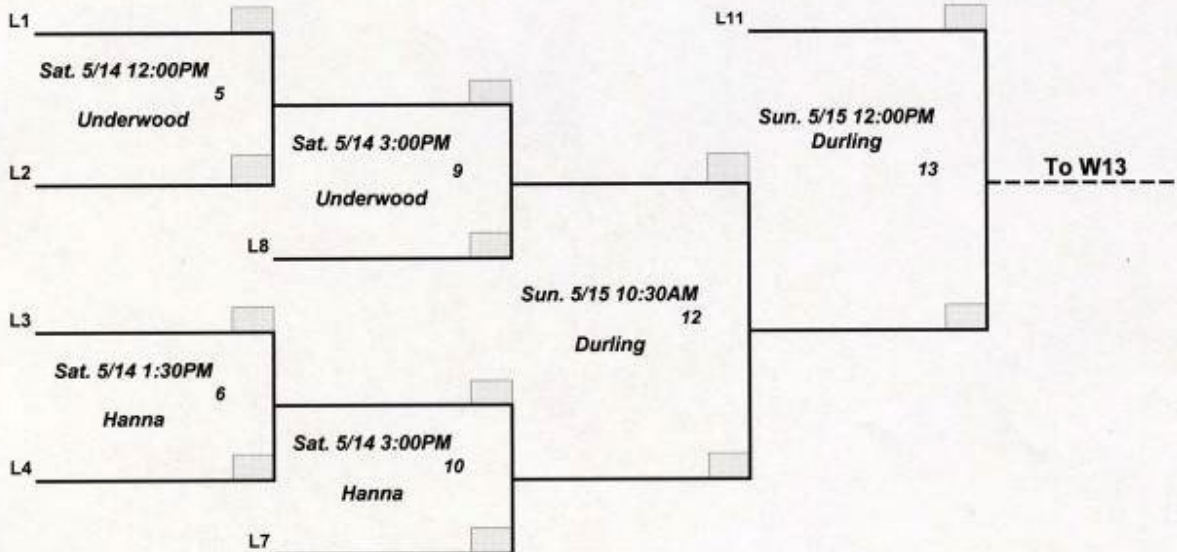 L1
Sat. 5/14 12:00PM
5
Underwood
L2
Sat. 5/14 3:00PM
9
Underwood
L8
L3
Sat. 5/14 1:30PM
6
Hanna
L4
Sat. 5/14 3:00PM
10
Hanna
L7
Sun. 5/15 10:30AM
12
Durling
L11
Sun. 5/15 12:00PM
Durling
13
To W13